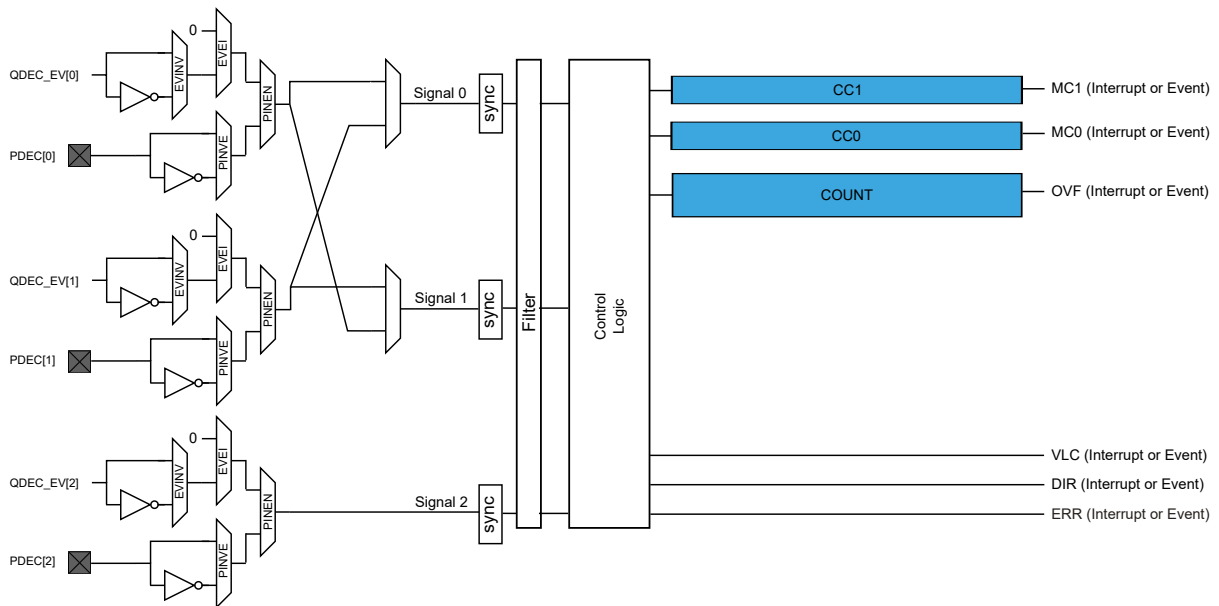 0
EVEI
QDEC_EV[0]
EVINV
PINEN
PDEC[0]
PINVE
Signal 0
sync
0
EVEI
QDEC_EV[1]
EVINV
PINEN
PDEC[1]
PINVE
Signal 1
sync
0
EVEI
QDEC_EV[2]
EVINV
PINEN
PDEC[2]
PINVE
Signal 2
sync
Filter
Control
Logic
CC1
MC1 (Interrupt or Event)
CC0
MC0 (Interrupt or Event)
COUNT
OVF (Interrupt or Event)
VLC (Interrupt or Event)
DIR (Interrupt or Event)
ERR (Interrupt or Event)